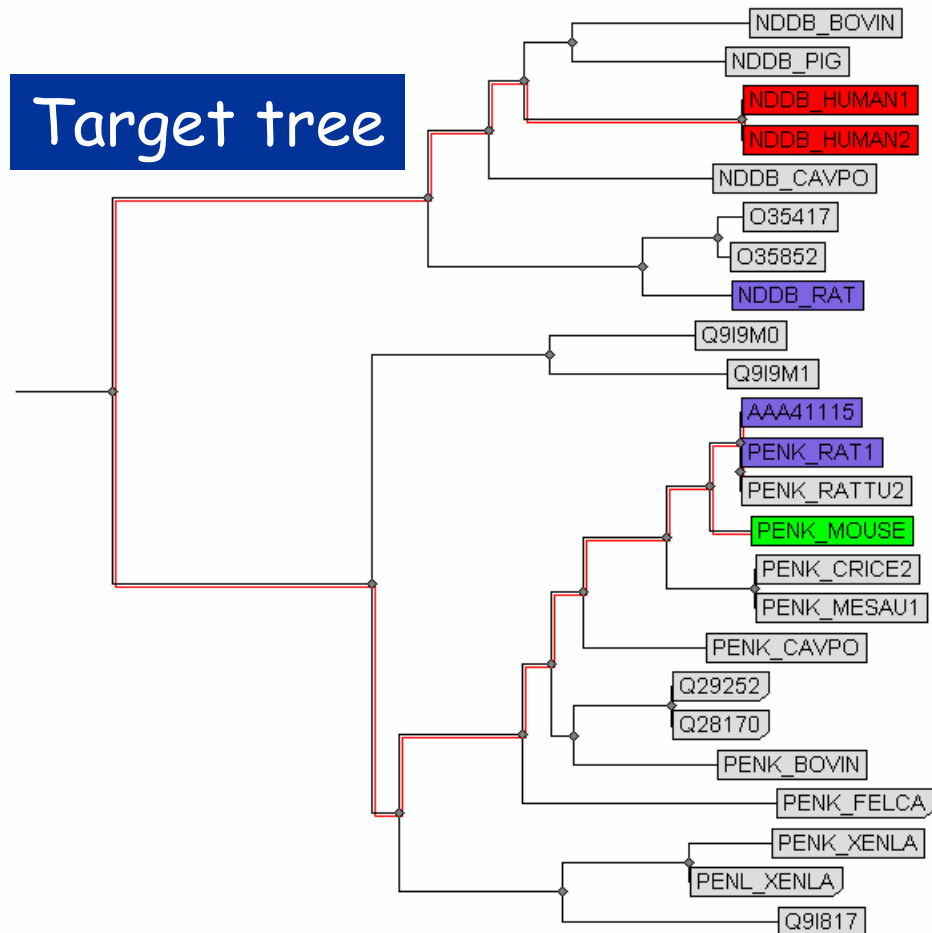 NDDB_BOVIN
NDDB_PIG
Target tree
NDDB_HUMAN1
NDDB_HUMAN2
NDDB_CAVPO
O35417
O35852
NDDB_RAT
Q9I9M0
Q9I9M1
AAA41115
PENK_RAT1
PENK_RATTU2
PENK_MOUSE
PENK_CRICE2
PENK_MESAU1
PENK_CAVPO
Q29252
Q28170
PENK_BOVIN
PENK_FELCA
PENK_XENLA
PENL_XENLA
Q9I817